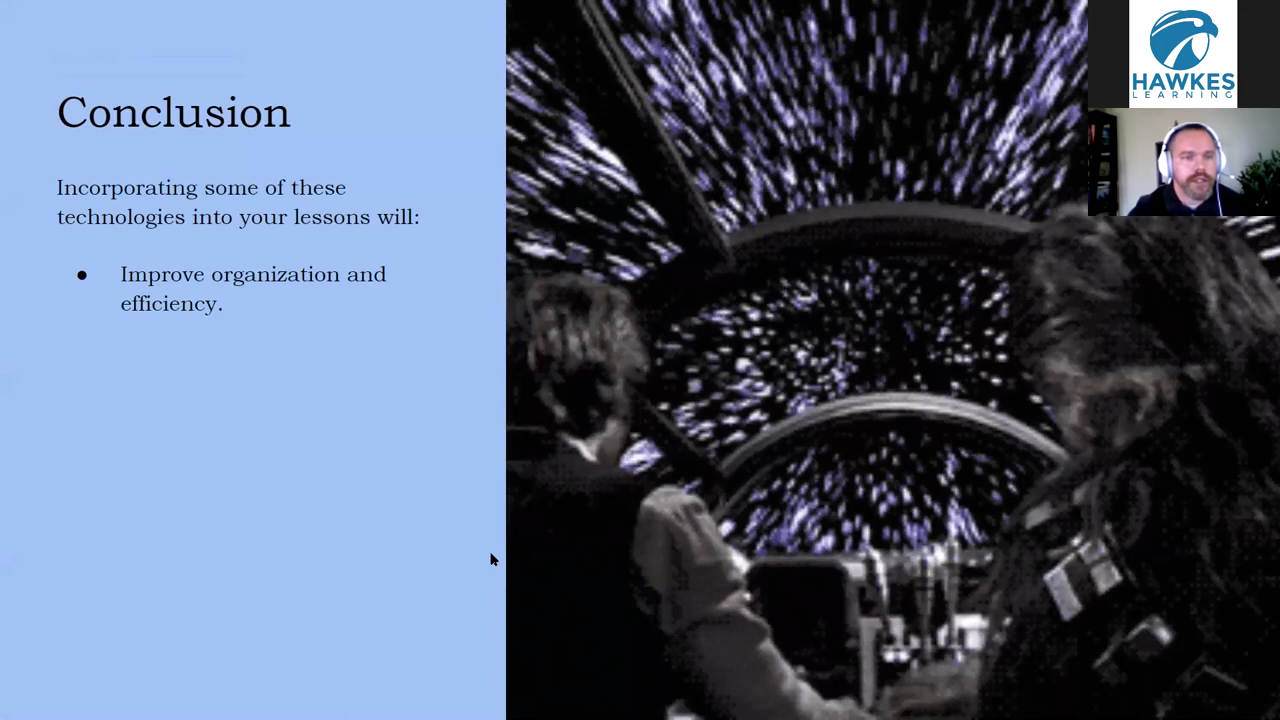 Conclusion
Incorporating some of these
technologies into your lessons will:
● Improve organization and
efficiency.
HAWKES
LEARNING